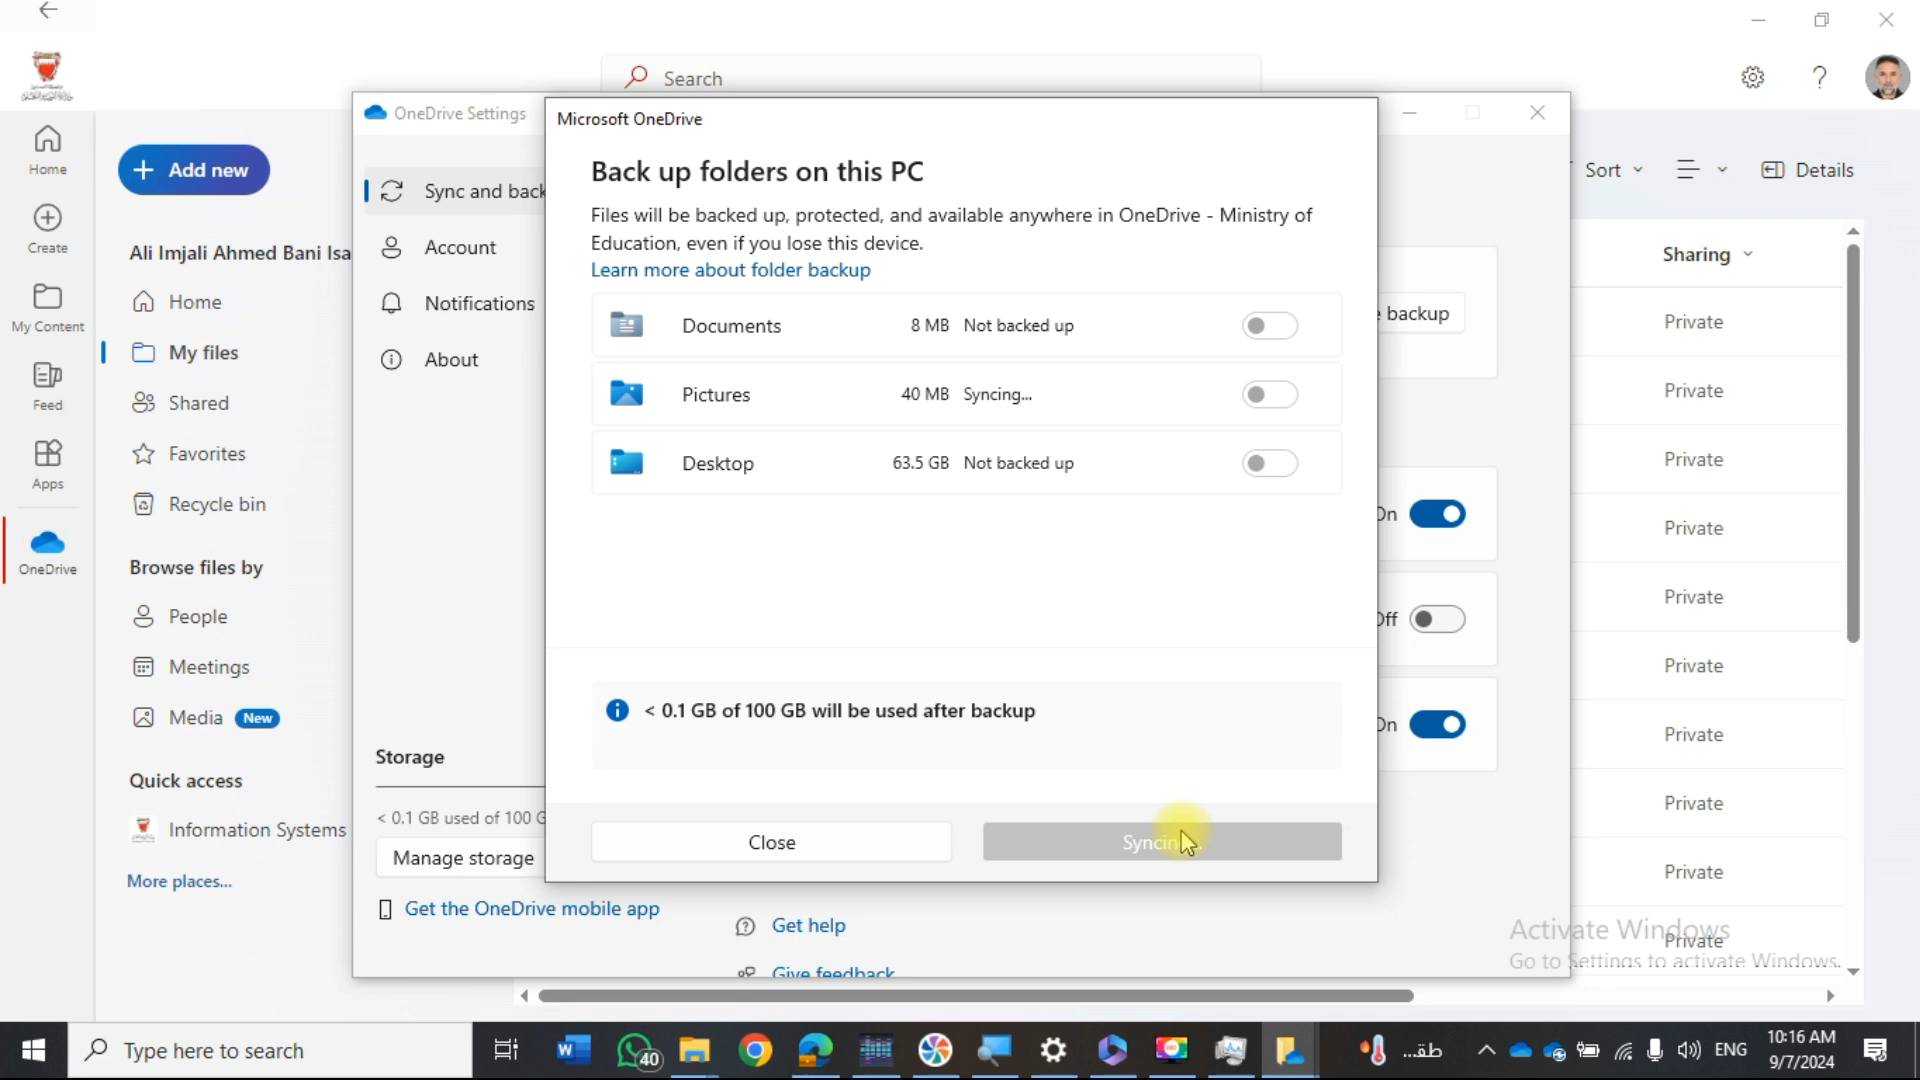 Search
OneDrive Settings
Microsoft OneDrive
Home
Create
My Content
Feed
Apps
OneDrive
Add new
Ali Imjali Ahmed Bani Isa
Home
My files
Shared
Favorites
Recycle bin
Browse files by
People
Meetings
Media New
Quick access
Information Systems
More places...
Sync and back
Account
Notifications
About
Storage
< 0.1 GB used of 100 G
Manage storage
Get the OneDrive mobile app
Get help
Give feedback
Back up folders on this PC
Files will be backed up, protected, and available anywhere in OneDrive - Ministry of
Education, even if you lose this device.
Learn more about folder backup
Documents 8 MB Not backed up
Pictures 40 MB Syncing...
Desktop 63.5 GB Not backed up
< 0.1 GB of 100 GB will be used after backup
Close
e backup
On
Off
On
Sort
Details
Sharing
Private
Private
Private
Private
Private
Private
Private
Private
Private
Private
Activate Windows
Go to Settings to activate Windows.
Type here to search
40
طقـ...
ENG
10:16 AM
9/7/2024